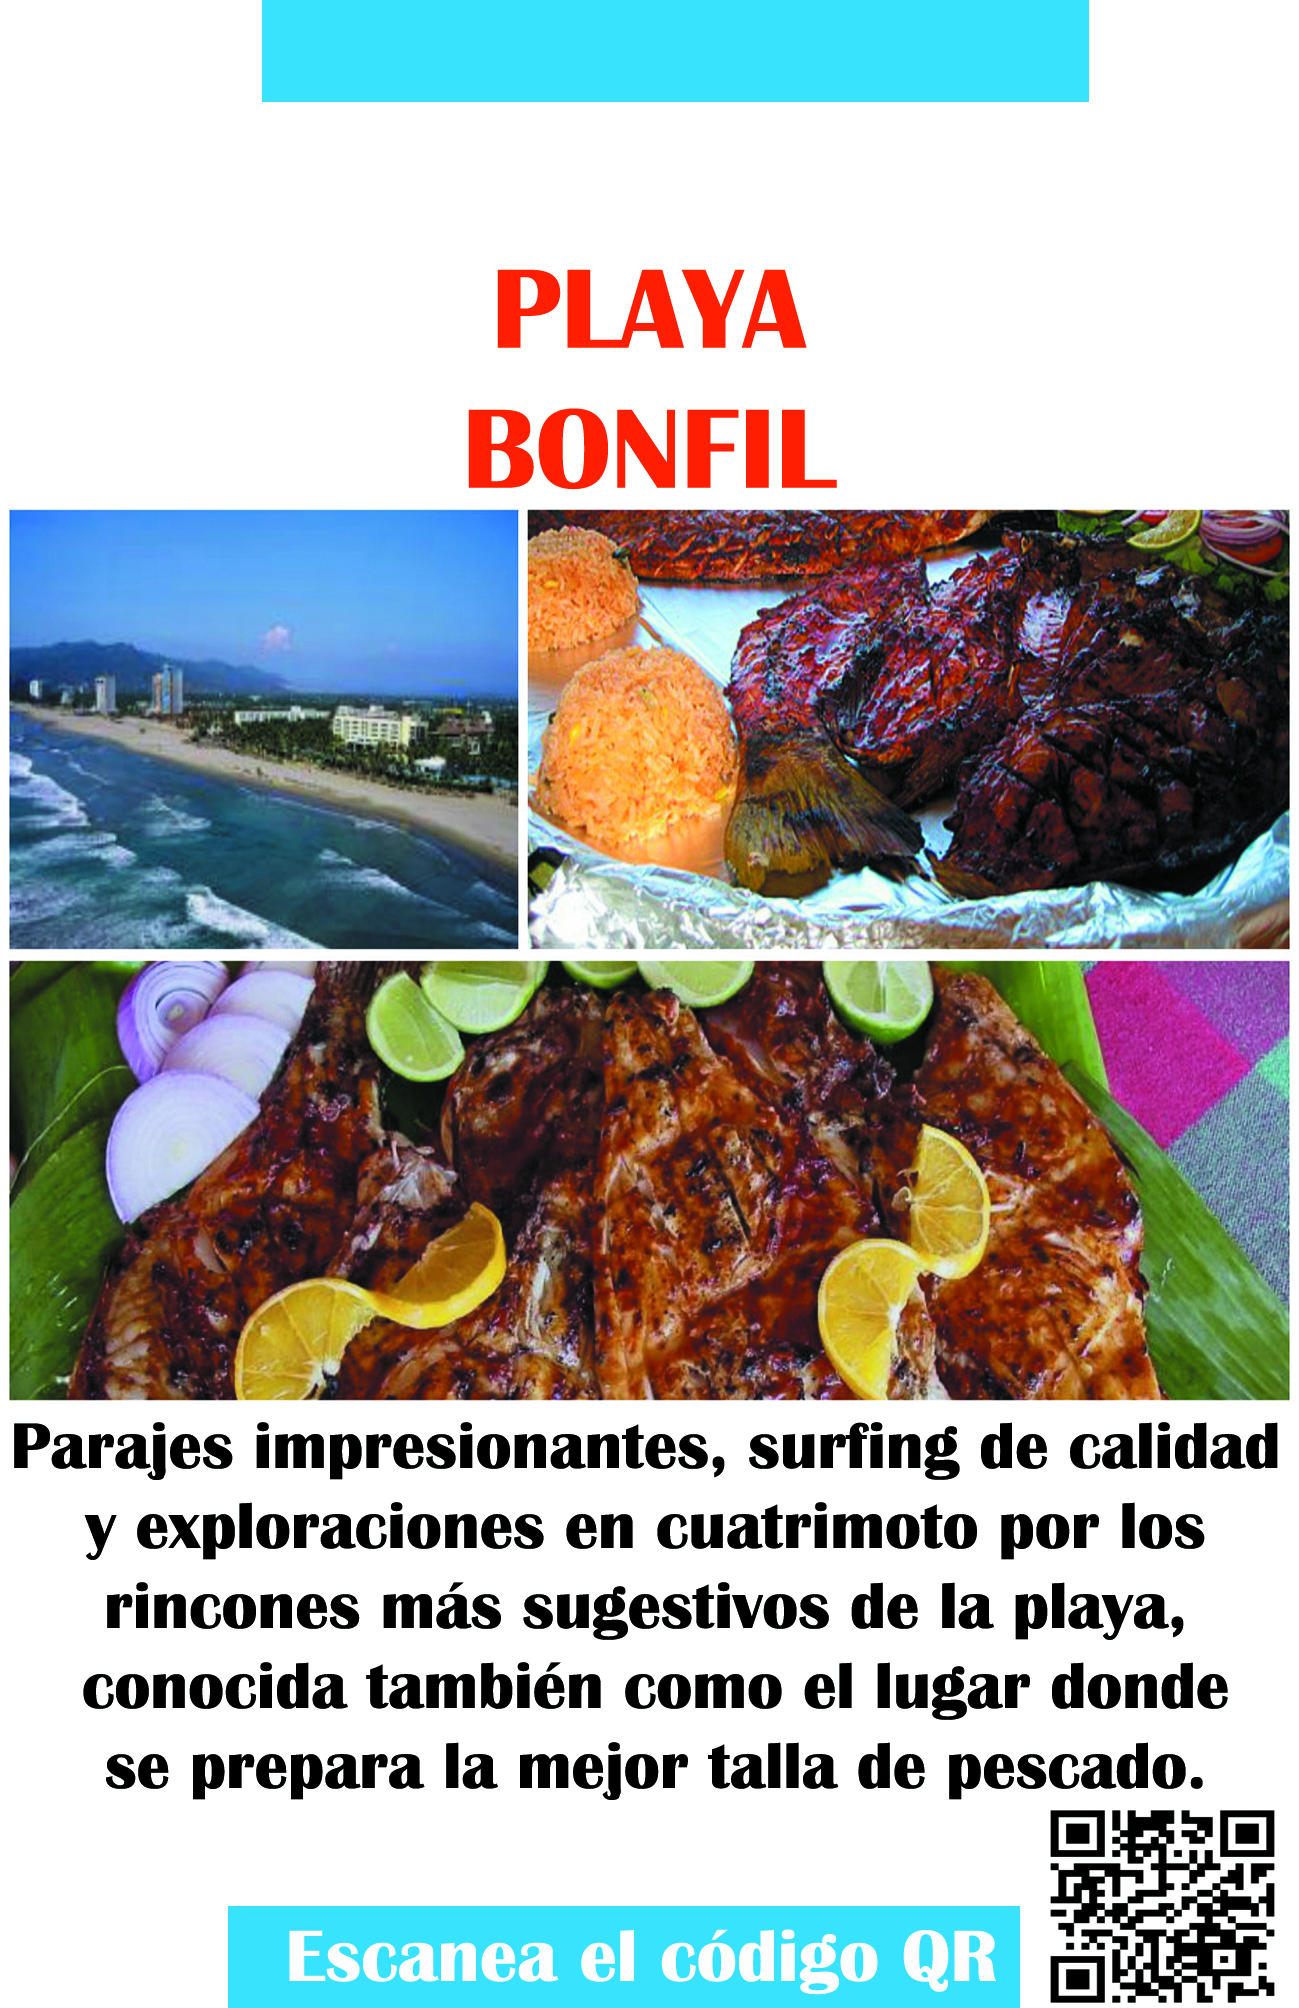 PLAYA
BONFIL
Parajes impresionantes, surfing de calidad
y exploraciones en cuatrimoto por los
rincones más sugestivos de la playa,
conocida también como el lugar donde
se prepara la mejor talla de pescado.
Escanea el código QR